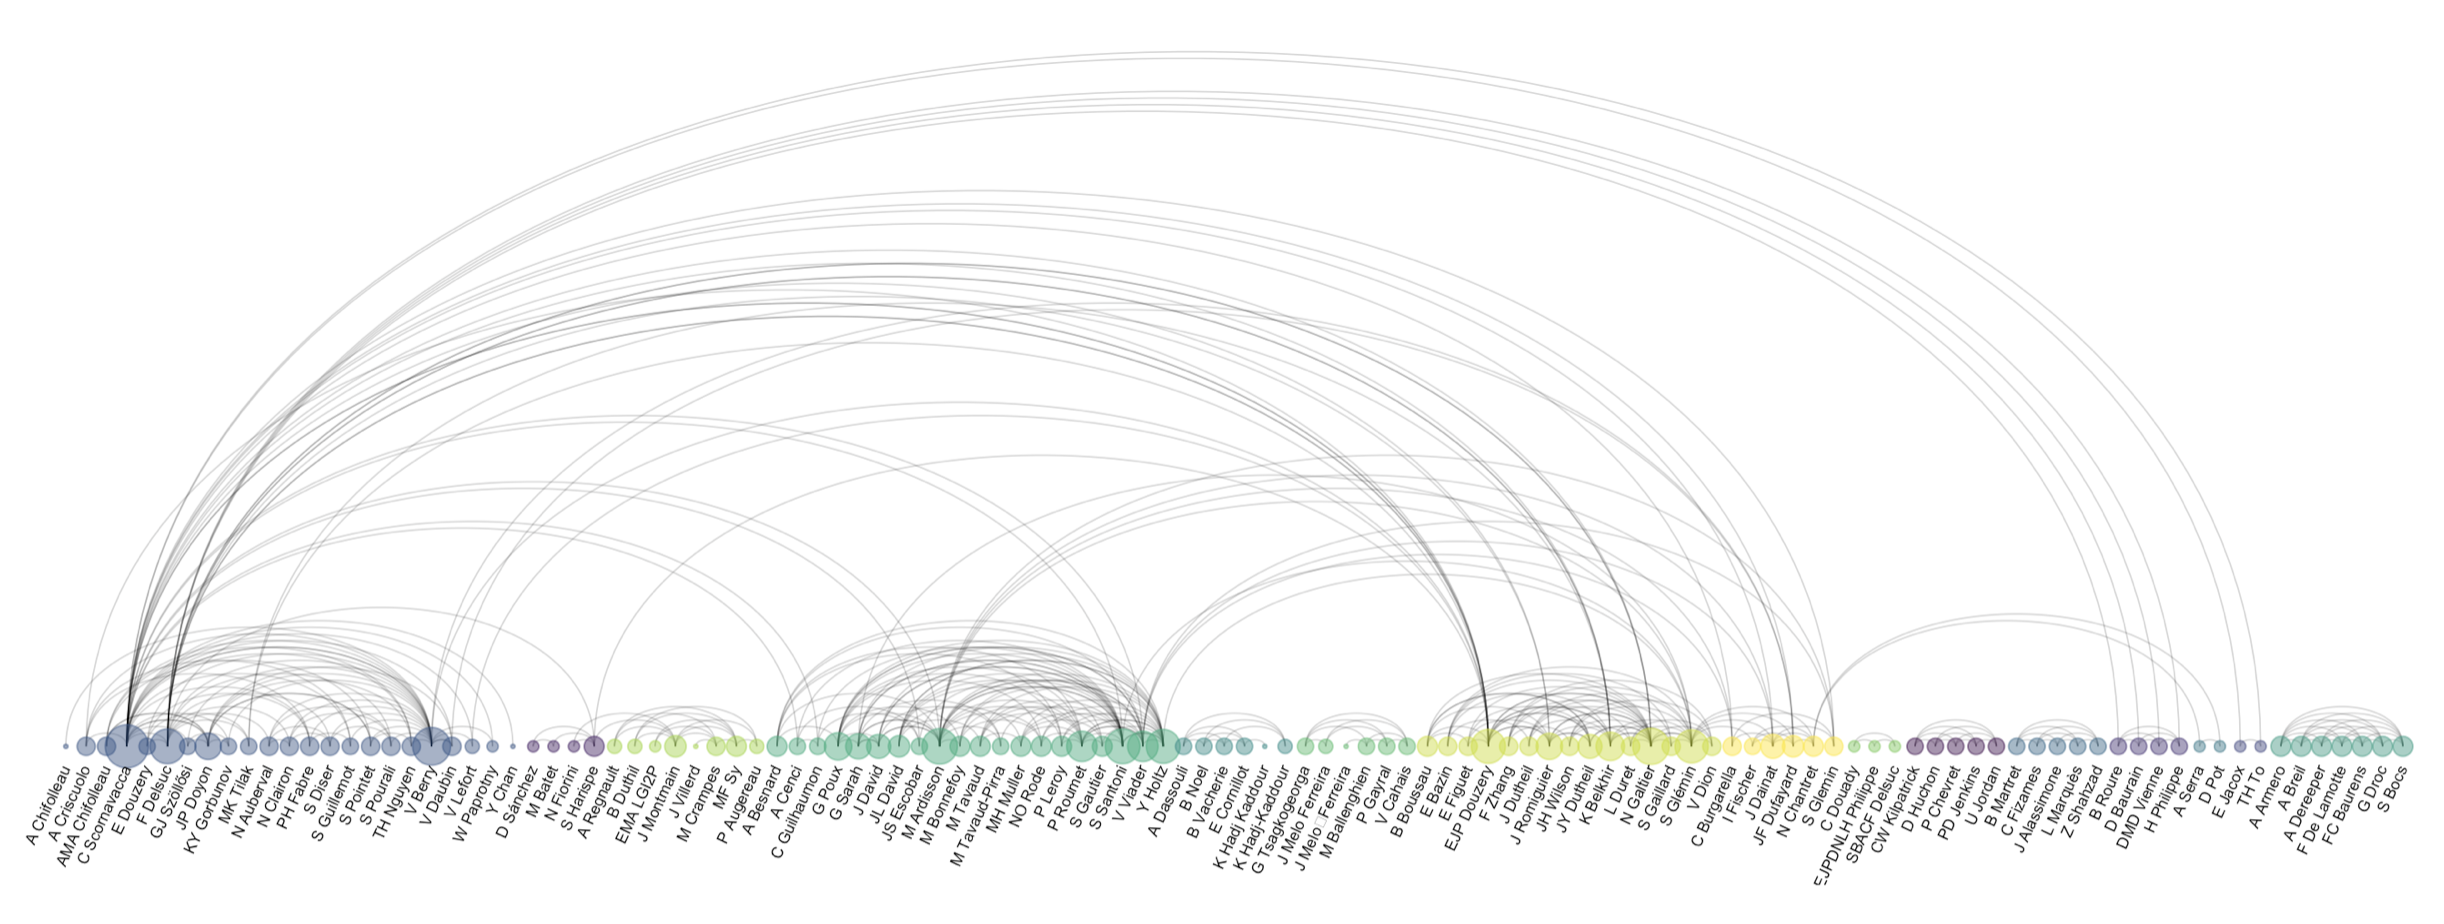 A Chifolleau
A Criscuolo
AMA Chifolleau
C Scornavacca
E Douzery
F Delsuc
GJ Szöllősi
JP Doyon
KY Gorbunov
MK Tilak
N Auberval
N Clairon
PH Fabre
S Diser
S Guillemot
S Pointet
S Pourali
TH Nguyen
V Berry
V Daubin
V Lefort
W Paprotny
Y Chan
D Sánchez
M Batet
N Fiorini
S Harispe
A Regnault
B Duthil
EMA LGI2P
J Montmain
J Villerd
M Crampes
MF Sy
P Augereau
A Besnard
A Cenci
C Guilhaumon
G Poux
G Sarah
J David
JL David
JS Escobar
M Ardisson
M Bonnefoy
M Tavaud
M Tavaud-Pirra
MH Muller
NO Rode
P Leroy
P Roumet
S Gautier
S Santoni
V Viader
Y Holtz
A Dassouli
B Noel
B Vacherie
E Cornillot
K Hadj Kaddour
K Hadj-Kaddour
G Tsagkogeorga
J Melo Ferreira
J Melo□Ferreira
M Ballenghien
P Gayral
V Cahais
B Boussau
E Bazin
E Figuet
EJP Douzery
F Zhang
J Dutheil
J Romiguier
JH Wilson
JY Dutheil
K Belkhir
L Duret
N Galtier
S Gaillard
S Glémin
V Dion
C Burgarella
I Fischer
J Dainat
JF Dufayard
N Chantret
S Glemin
C Douady
EJPDNLH Philippe
SBACF Delsuc
CW Kilpatrick
D Huchon
P Chevret
PD Jenkins
U Jordan
B Martret
C Fizames
J Alassimone
L Marquès
Z Shahzad
B Roure
D Baurain
DMD Vienne
H Philippe
A Serra
D Pot
E Jacox
TH To
A Armero
A Breil
A Dereeper
F De Lamotte
FC Baurens
G Droc
S Bocs